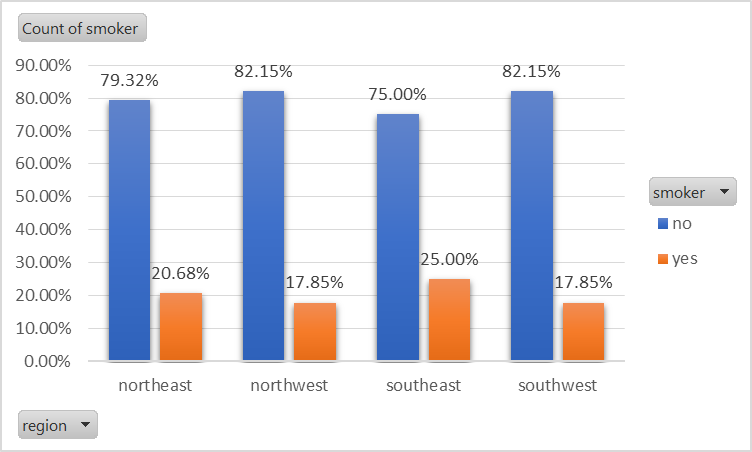 Count of smoker
90.00%
80.00%
70.00%
60.00%
50.00%
40.00%
30.00%
20.00%
10.00%
0.00%
79.32%
82.15%
75.00%
82.15%
20.68%
17.85%
25.00%
17.85%
northeast
northwest
southeast
southwest
smoker
no
yes
region